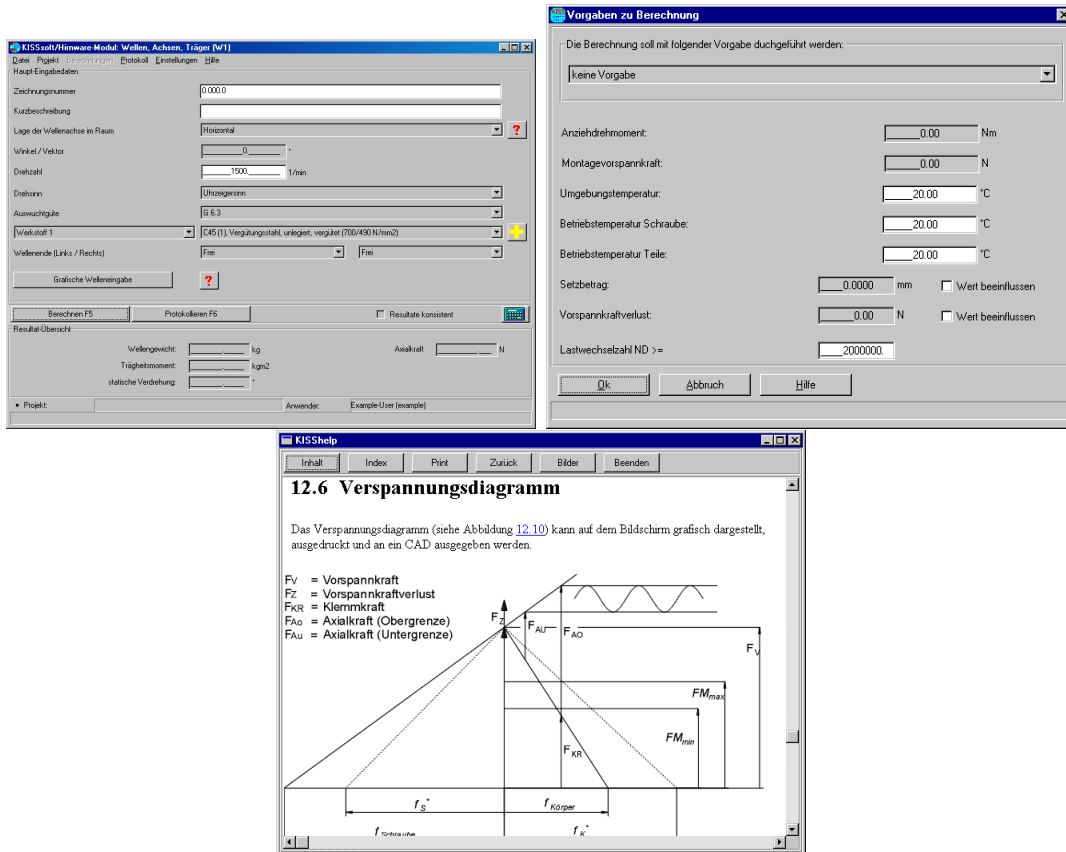 KISSsoft/Hirnware-Modul: Wellen, Achsen, Träger (W1)
Datei Projekt Berechnungen Protokoll Einstellungen Hilfe
Haupt-Eingabedaten
Zeichnungsnummer 0.000.0
Kurzbeschreibung
Lage der Wellenachse im Raum Horizontal ?
Winkel / Vektor 0. °
Drehzahl 1500. 1/min
Drehsinn Uhrzeigersinn
Auswuchtgüte G 6.3
Werkstoff 1 C45 (1), Vergütungsstahl, unlegiert, vergütet (700/490 N/mm2)
Wellenende (Links / Rechts) Frei Frei
Grafische Welleneingabe ?
Berechnen F5 Protokollieren F6 Resultate konsistent
Resultat-Übersicht
Wellengewicht: kg Axialkraft N
Trägheitsmoment: kgm2
statische Verdrehung: °
Projekt: Anwender: Example-User (example)
Vorgaben zu Berechnung
Die Berechnung soll mit folgender Vorgabe duchgeführt werden:
keine Vorgabe
Anziehdrehmoment: 0.00 Nm
Montagevorspannkraft: 0.00 N
Umgebungstemperatur: 20.00 °C
Betriebstemperatur Schraube: 20.00 °C
Betriebstemperatur Teile: 20.00 °C
Setzbetrag: 0.0000 mm Wert beeinflussen
Vorspannkraftverlust: 0.00 N Wert beeinflussen
Lastwechselzahl ND >= 2000000.
Ok Abbruch Hilfe
KISShelp
Inhalt Index Print Zurück Bilder Beenden
12.6 Verspannungsdiagramm
Das Verspannungsdiagramm (siehe Abbildung 12.10) kann auf dem Bildschirm grafisch dargestellt,
ausgedruckt und an ein CAD ausgegeben werden.
FV = Vorspannkraft
FZ = Vorspannkraftverlust
FKR = Klemmkraft
FAo = Axialkraft (Obergrenze)
FAu = Axialkraft (Untergrenze)
FZ
FAU
FAO
FV
FMmax
FMmin
FKR
fS*
fKörper
fSchraube
fK*